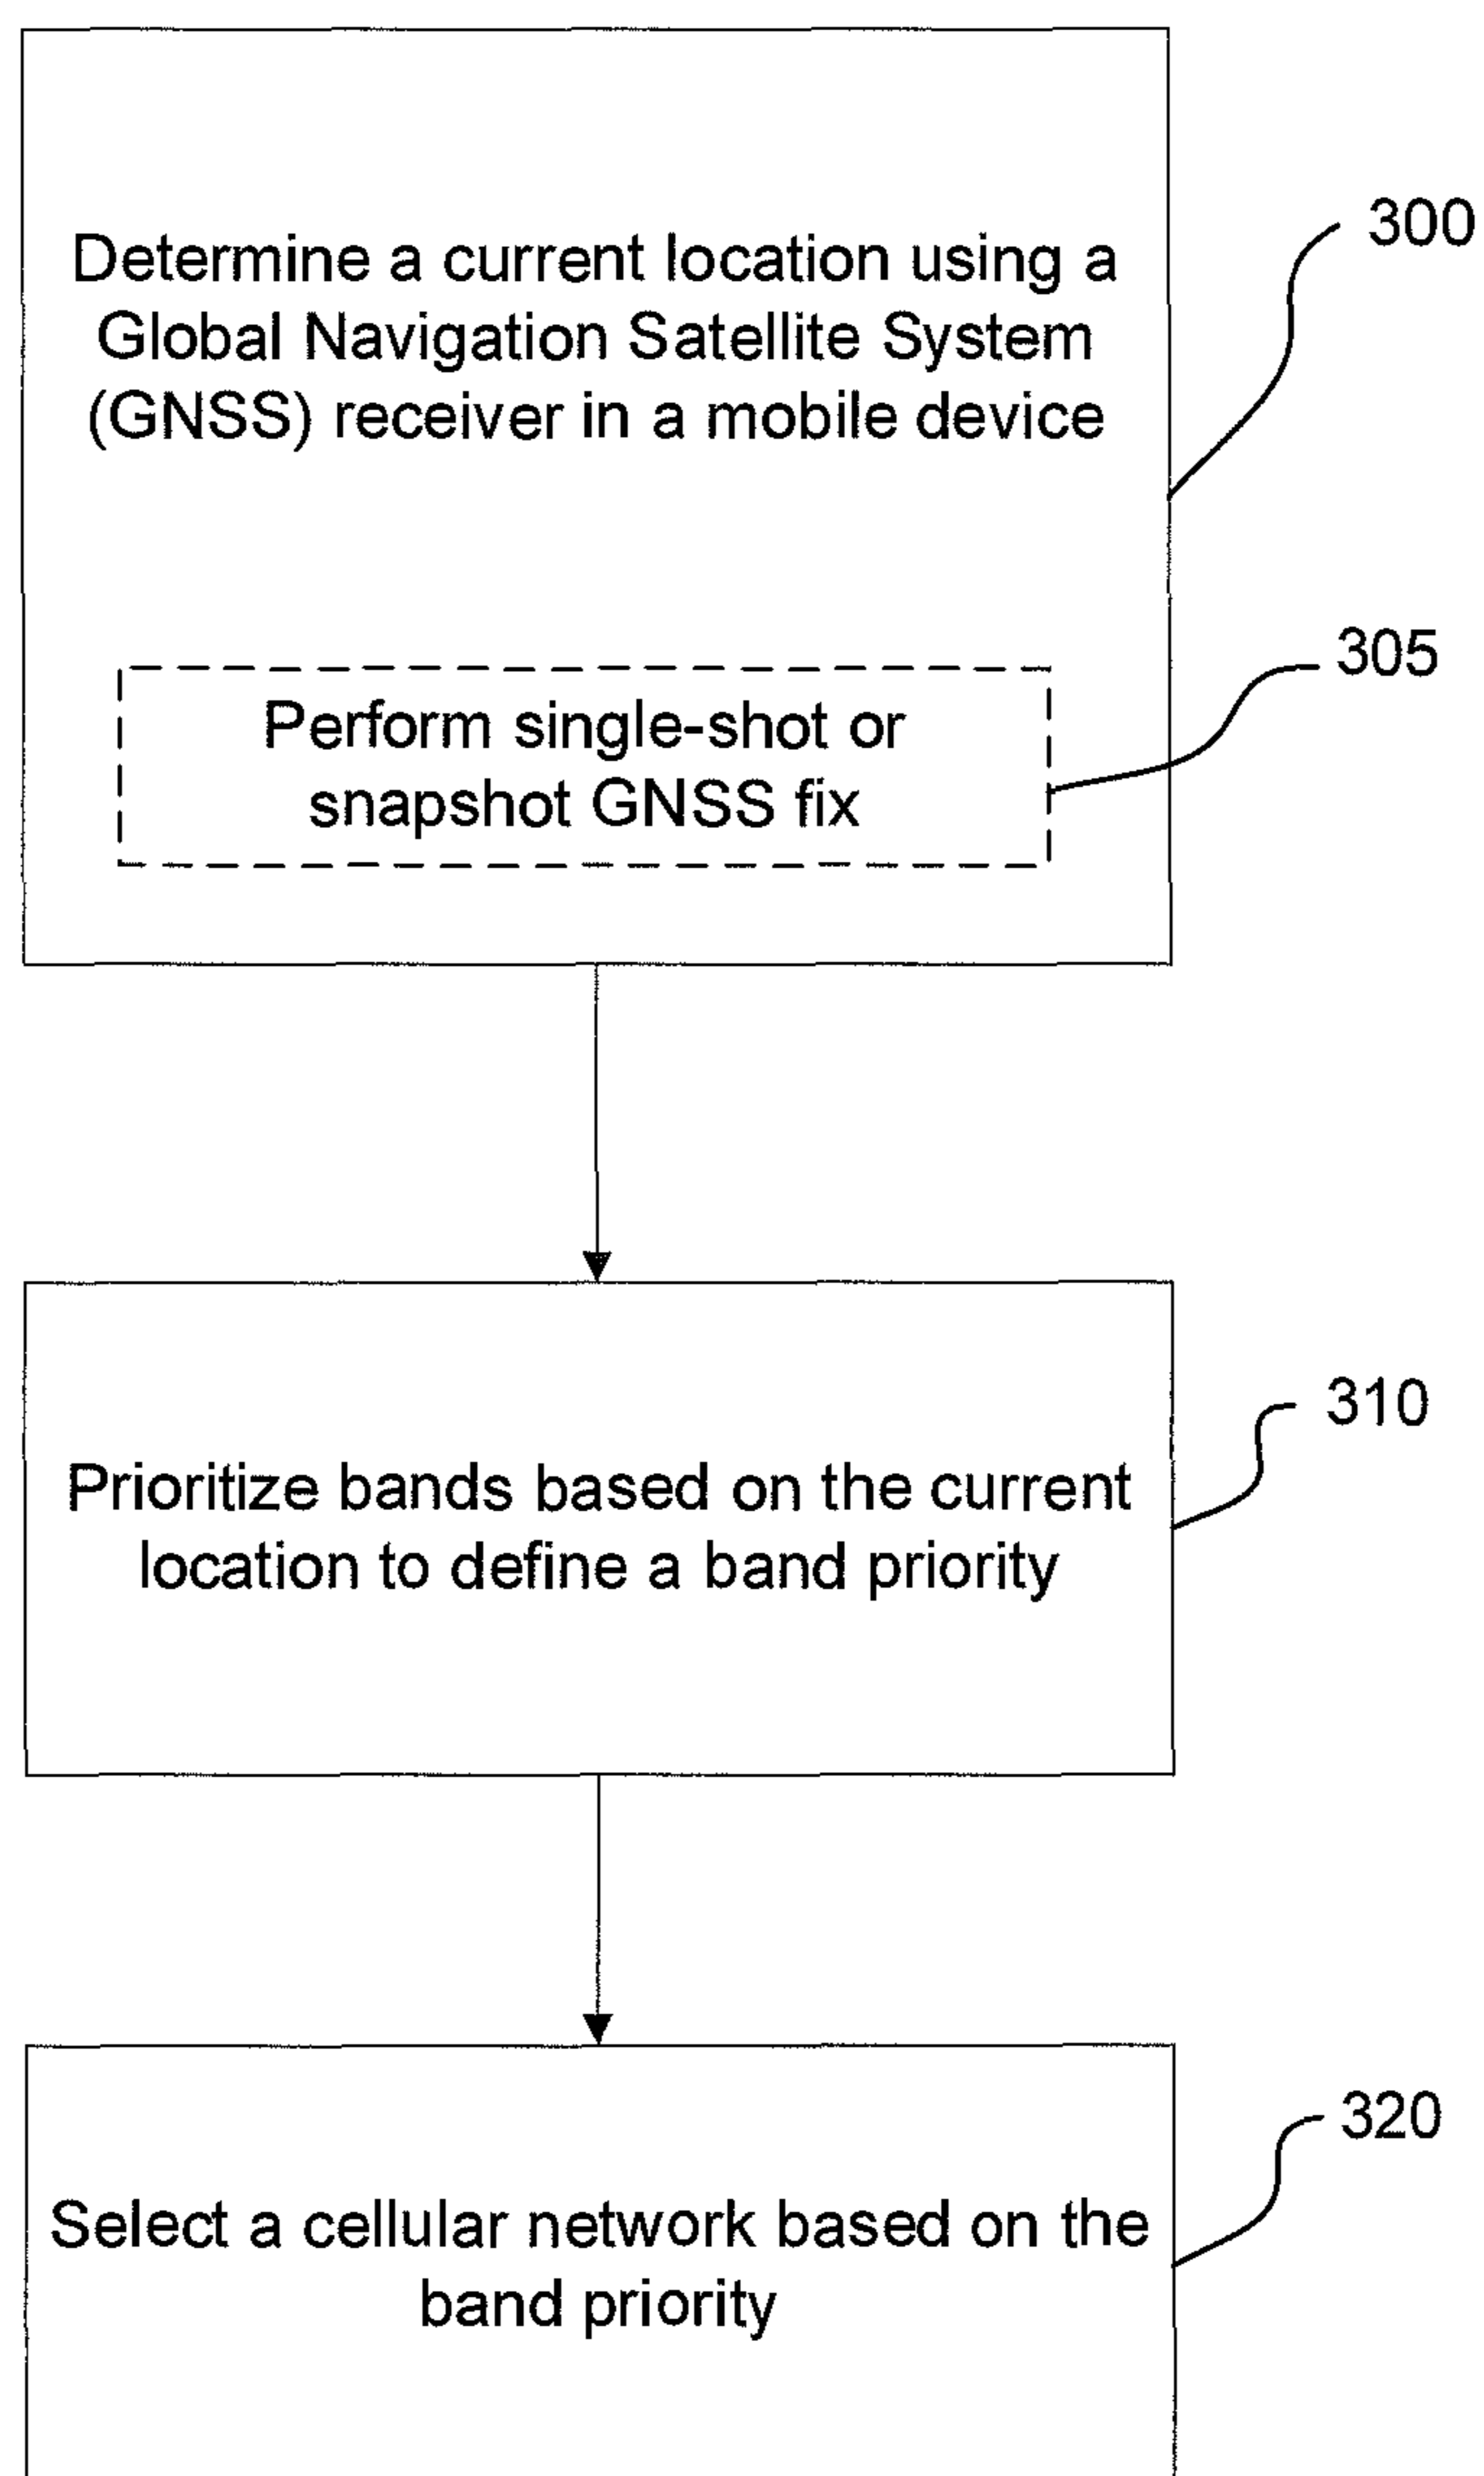 Determine a current location using a
Global Navigation Satellite System
(GNSS) receiver in a mobile device
300
Perform single-shot or
snapshot GNSS fix
305
Prioritize bands based on the current
location to define a band priority
310
Select a cellular network based on the
band priority
320